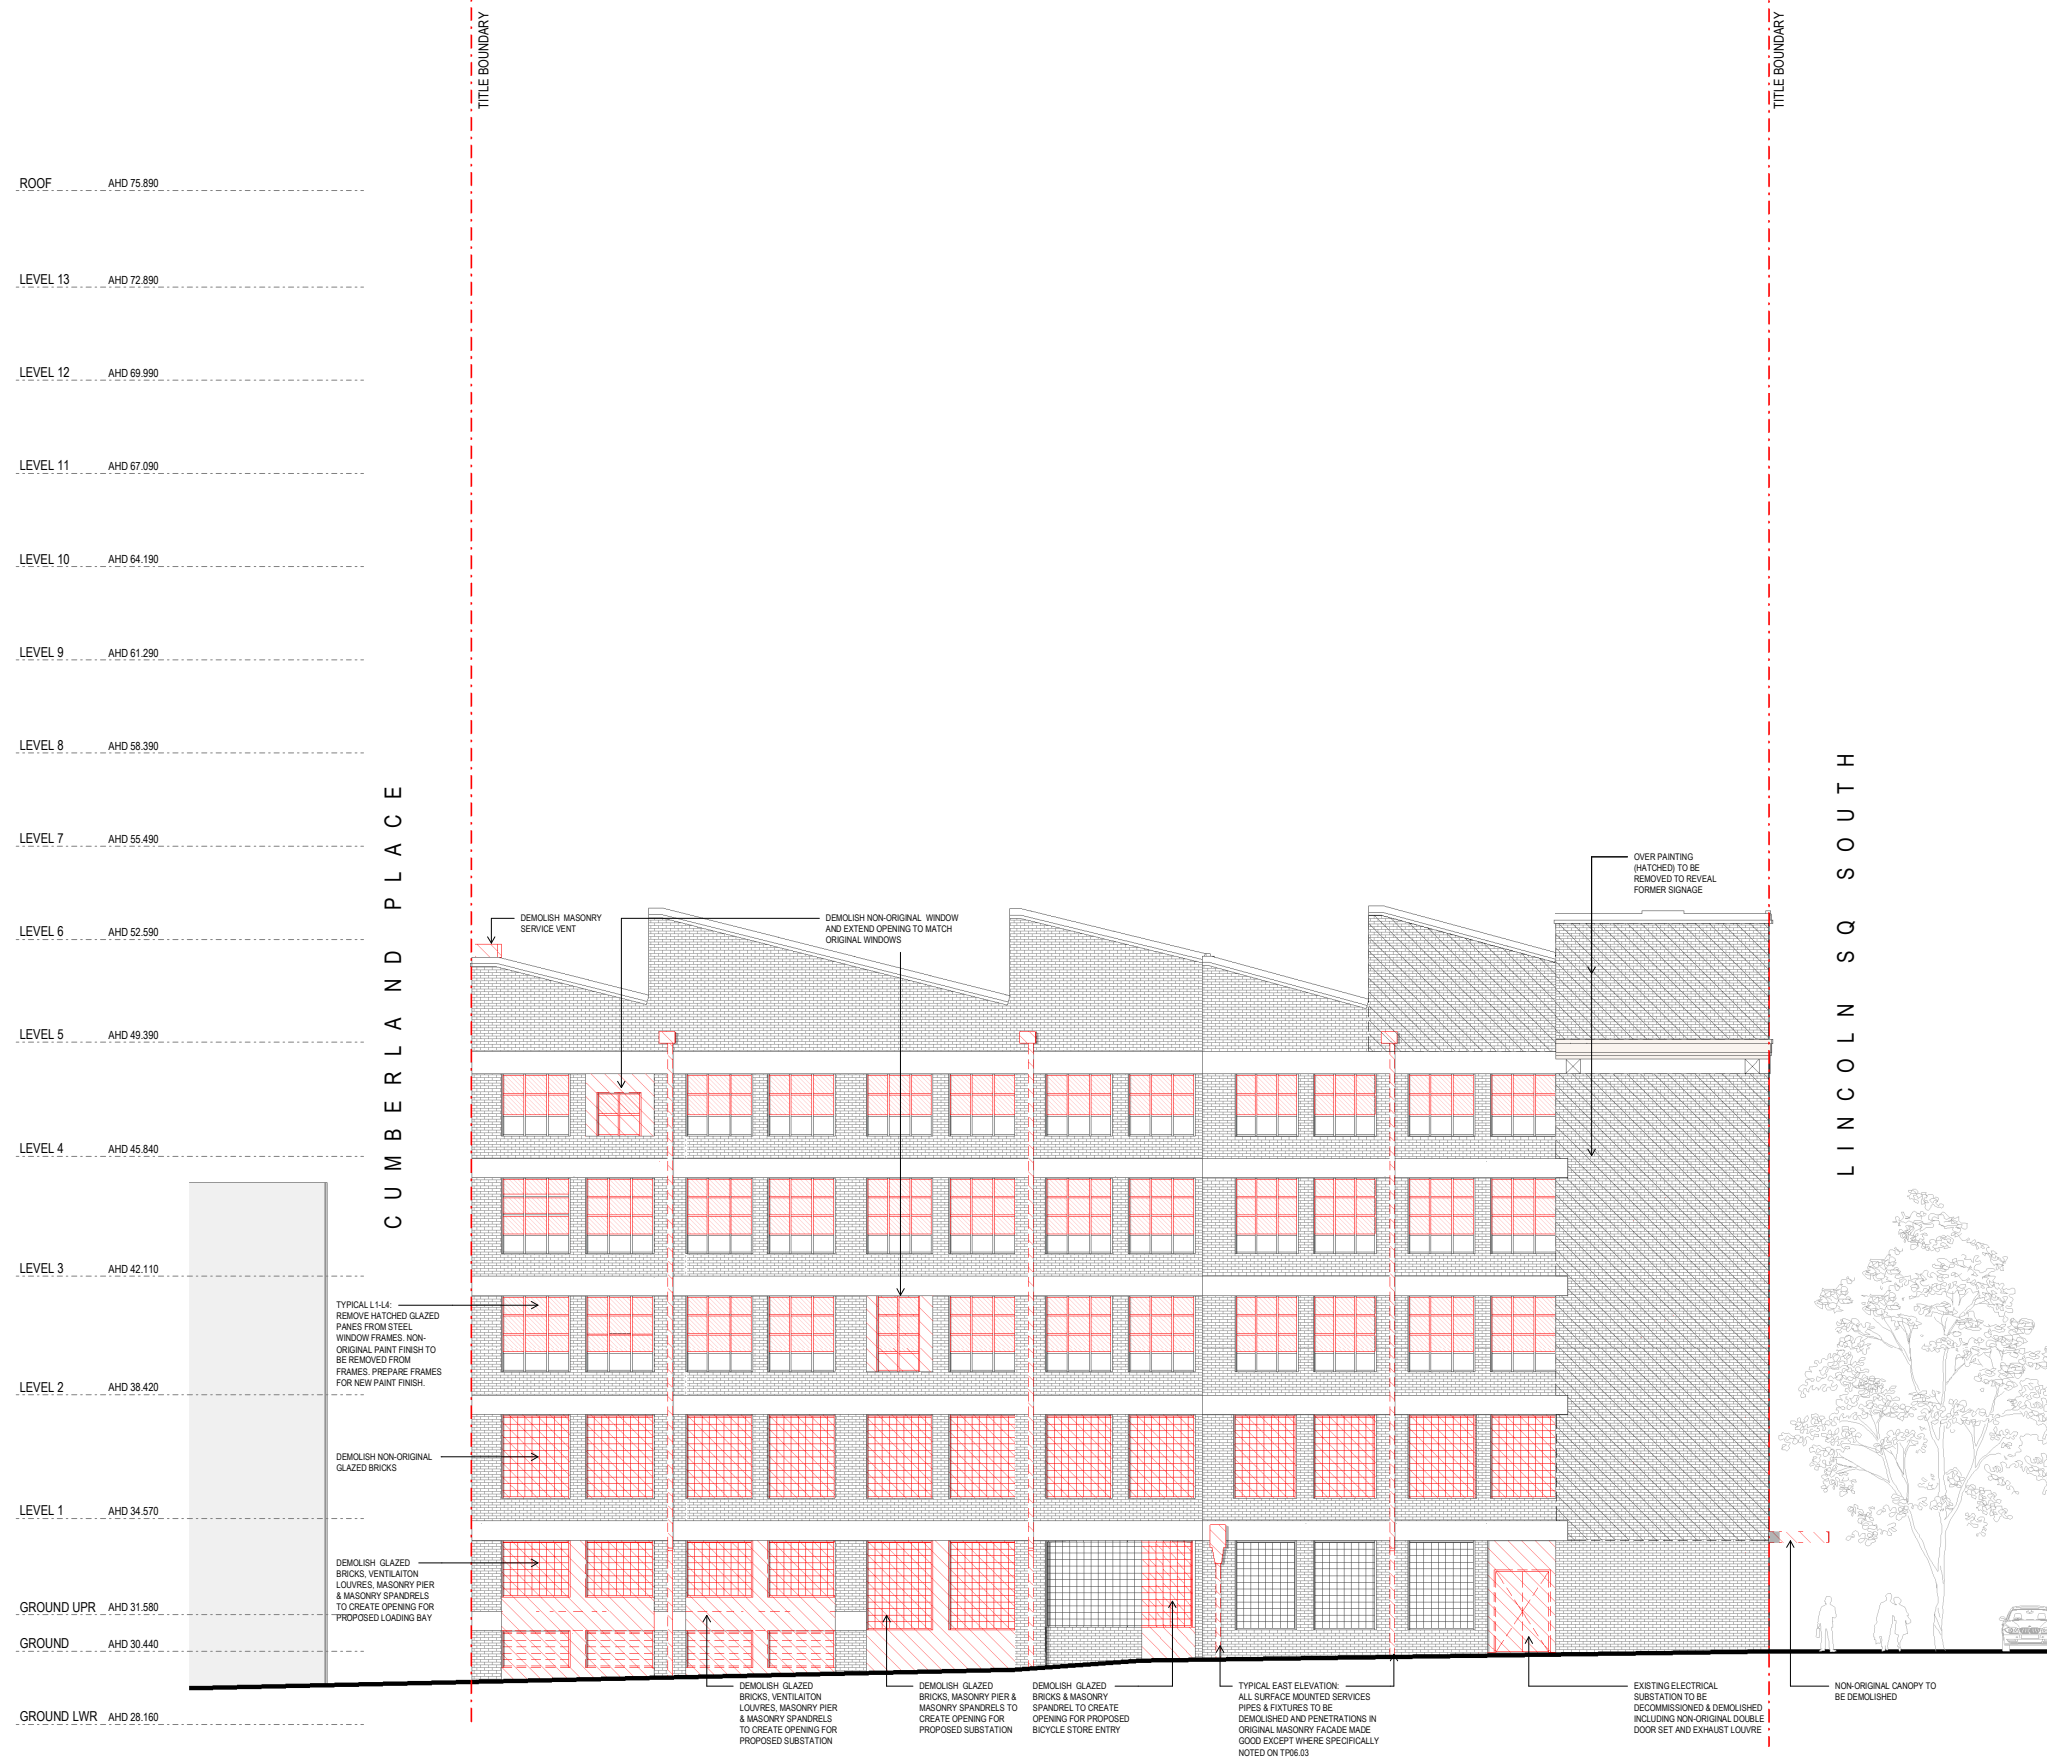 TITLE BOUNDARY
TITLE BOUNDARY
ROOF AHD 75.890
LEVEL 13 AHD 72.890
LEVEL 12 AHD 69.990
LEVEL 11 AHD 67.090
LEVEL 10 AHD 64.190
LEVEL 9 AHD 61.290
LEVEL 8 AHD 58.390
LEVEL 7 AHD 55.490
LEVEL 6 AHD 52.590
LEVEL 5 AHD 49.390
LEVEL 4 AHD 45.840
LEVEL 3 AHD 42.110
LEVEL 2 AHD 38.420
LEVEL 1 AHD 34.570
GROUND UPR AHD 31.580
GROUND AHD 30.440
GROUND LWR AHD 28.160
CUMBERLAND PLACE
LINCOLN SQ SOUTH
OVER PAINTING
(HATCHED) TO BE
REMOVED TO REVEAL
FORMER SIGNAGE
DEMOLISH MASONRY
SERVICE VENT
DEMOLISH NON-ORIGINAL WINDOW
AND EXTEND OPENING TO MATCH
ORIGINAL WINDOWS
TYPICAL L1-L4:
REMOVE HATCHED GLAZED
PANES FROM STEEL
WINDOW FRAMES. NON-
ORIGINAL PAINT FINISH TO
BE REMOVED FROM
FRAMES. PREPARE FRAMES
FOR NEW PAINT FINISH.
DEMOLISH NON-ORIGINAL
GLAZED BRICKS
DEMOLISH GLAZED
BRICKS, VENTILAITON
LOUVRES, MASONRY PIER
& MASONRY SPANDRELS
TO CREATE OPENING FOR
PROPOSED LOADING BAY
DEMOLISH GLAZED
BRICKS, VENTILAITON
LOUVRES, MASONRY PIER
& MASONRY SPANDRELS
TO CREATE OPENING FOR
PROPOSED SUBSTATION
DEMOLISH GLAZED
BRICKS, MASONRY PIER &
MASONRY SPANDRELS TO
CREATE OPENING FOR
PROPOSED SUBSTATION
DEMOLISH GLAZED
BRICKS & MASONRY
SPANDREL TO CREATE
OPENING FOR PROPOSED
BICYCLE STORE ENTRY
TYPICAL EAST ELEVATION:
ALL SURFACE MOUNTED SERVICES
PIPES & FIXTURES TO BE
DEMOLISHED AND PENETRATIONS IN
ORIGINAL MASONRY FACADE MADE
GOOD EXCEPT WHERE SPECIFICALLY
NOTED ON TP06.03
EXISTING ELECTRICAL
SUBSTATION TO BE
DECOMMISSIONED & DEMOLISHED
INCLUDING NON-ORIGINAL DOUBLE
DOOR SET AND EXHAUST LOUVRE
NON-ORIGINAL CANOPY TO
BE DEMOLISHED